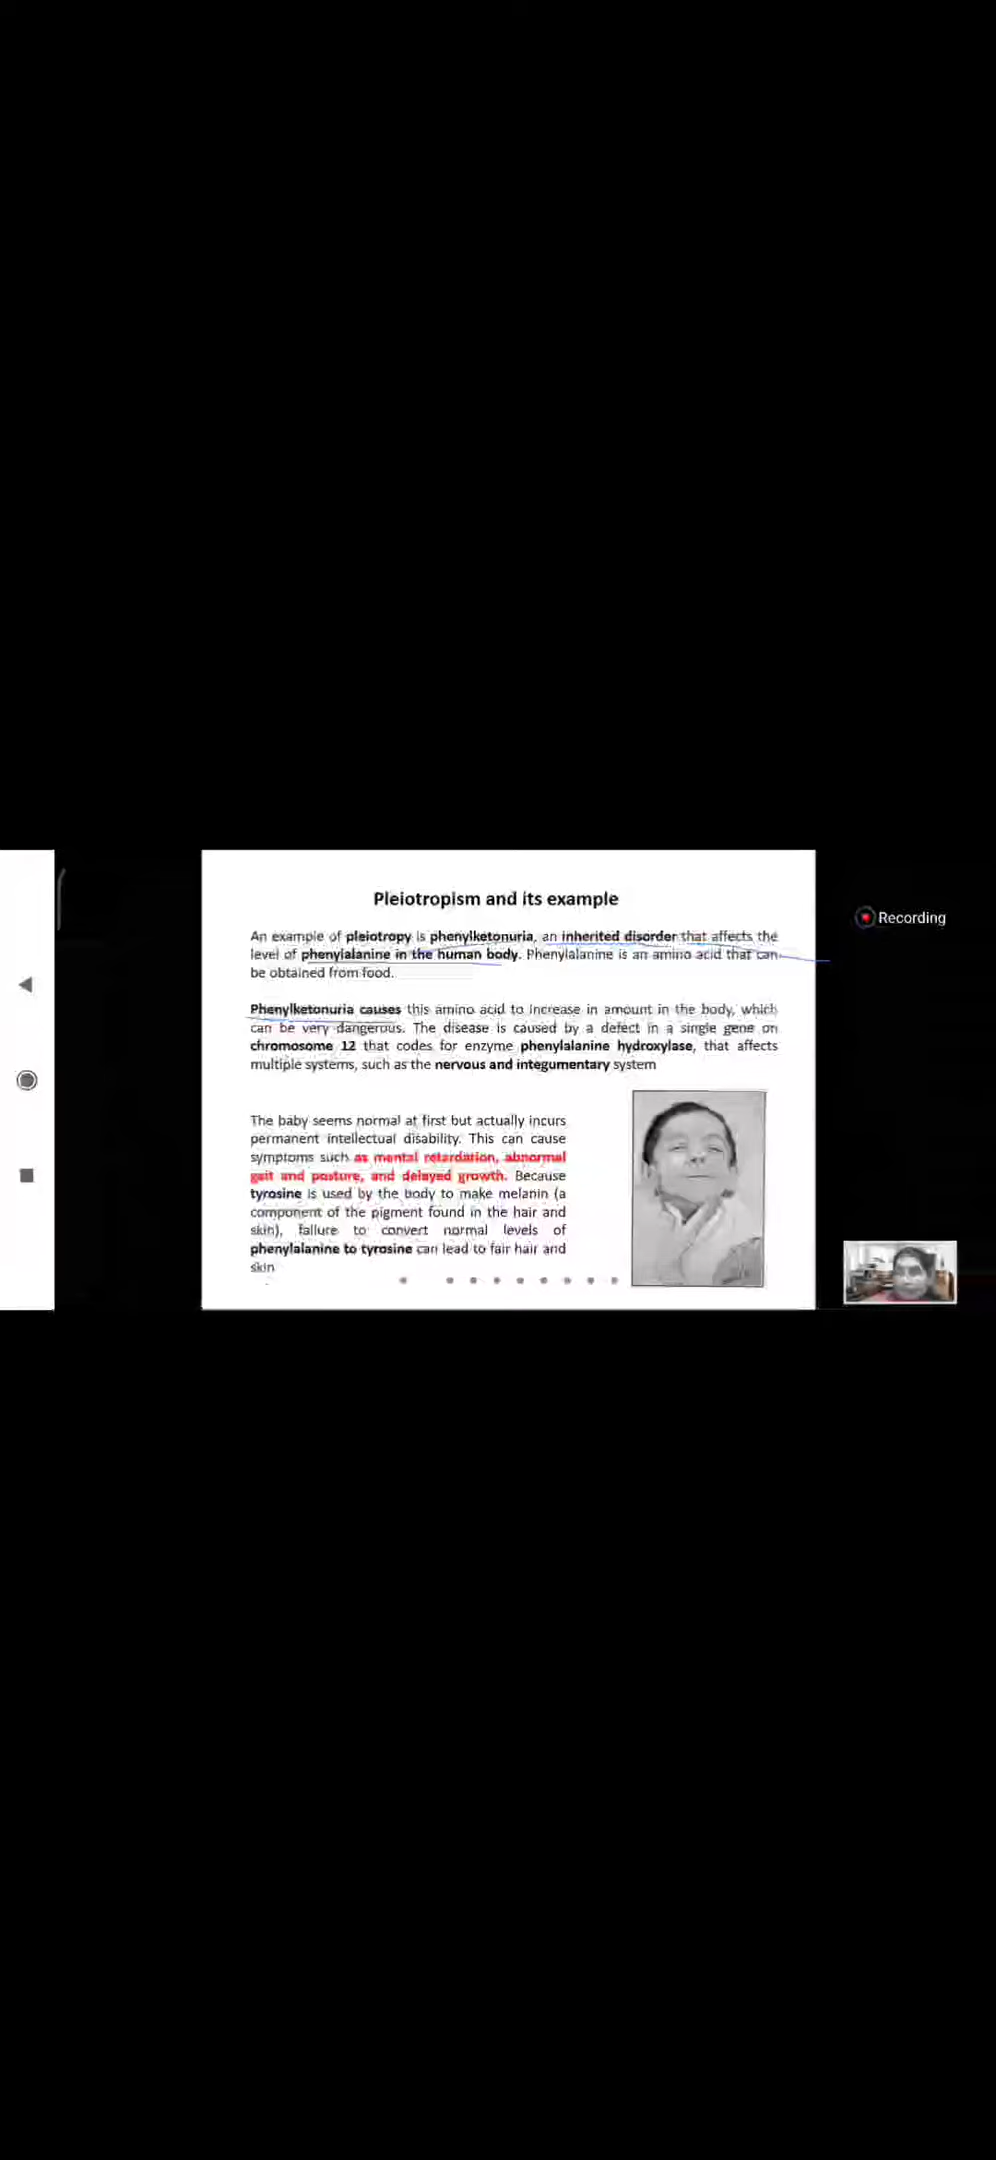 Pleiotropism and its example
Recording
An example of pleiotropy is phenylketonuria, an inherited disorder that affects the
level of phenylalanine in the human body. Phenylalanine is an amino acid that can
be obtained from food.
Phenylketonuria causes this amino acid to increase in amount in the body, which
can be very dangerous. The disease is caused by a defect in a single gene on
chromosome 12 that codes for enzyme phenylalanine hydroxylase, that affects
multiple systems, such as the nervous and integumentary system
The baby seems normal at first but actually incurs
permanent intellectual disability. This can cause
symptoms such as mental retardation, abnormal
gait and posture, and delayed growth. Because
tyrosine is used by the body to make melanin (a
component of the pigment found in the hair and
skin), failure to convert normal levels of
phenylalanine to tyrosine can lead to fair hair and
skin